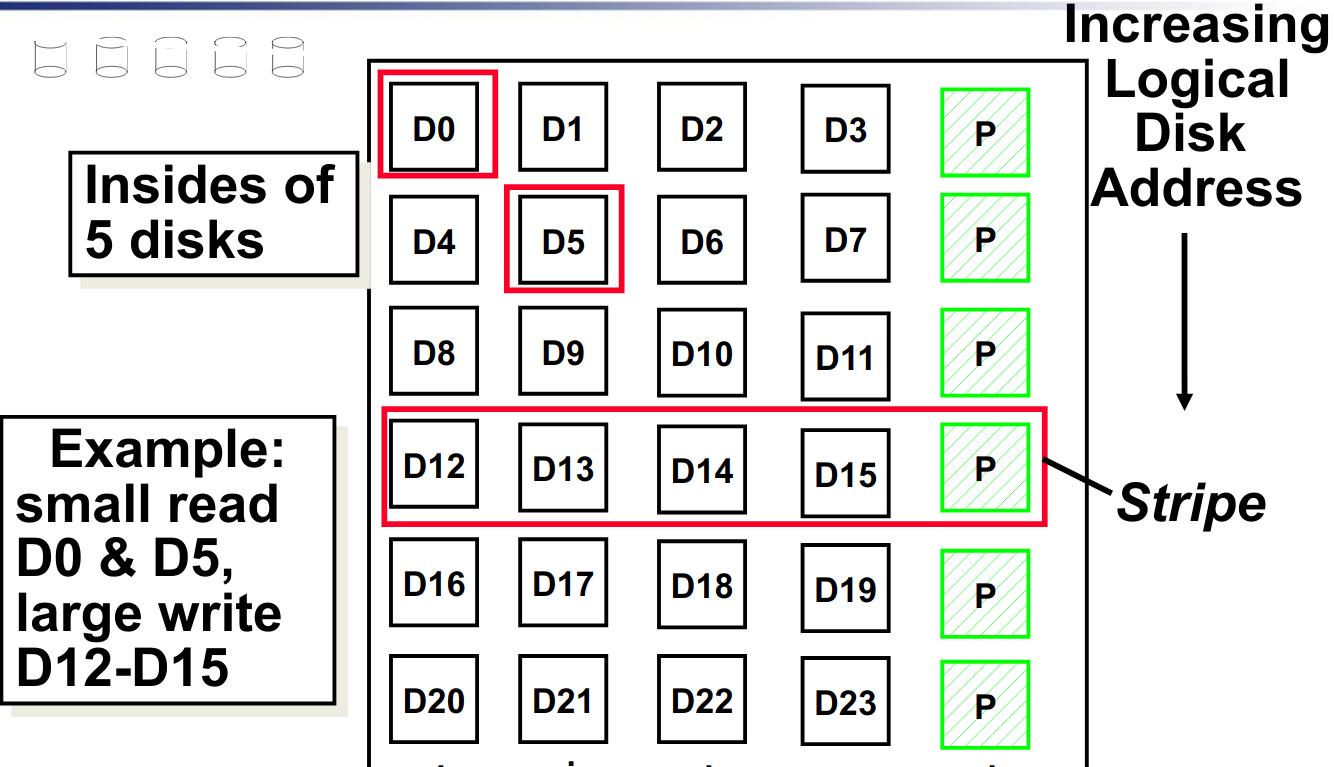 Increasing
Logical
Disk
Address
Insides of
5 disks
D0 D1 D2 D3 P
D4 D5 D6 D7 P
D8 D9 D10 D11 P
D12 D13 D14 D15 P
Stripe
D16 D17 D18 D19 P
D20 D21 D22 D23 P
Example:
small read
D0 & D5,
large write
D12-D15